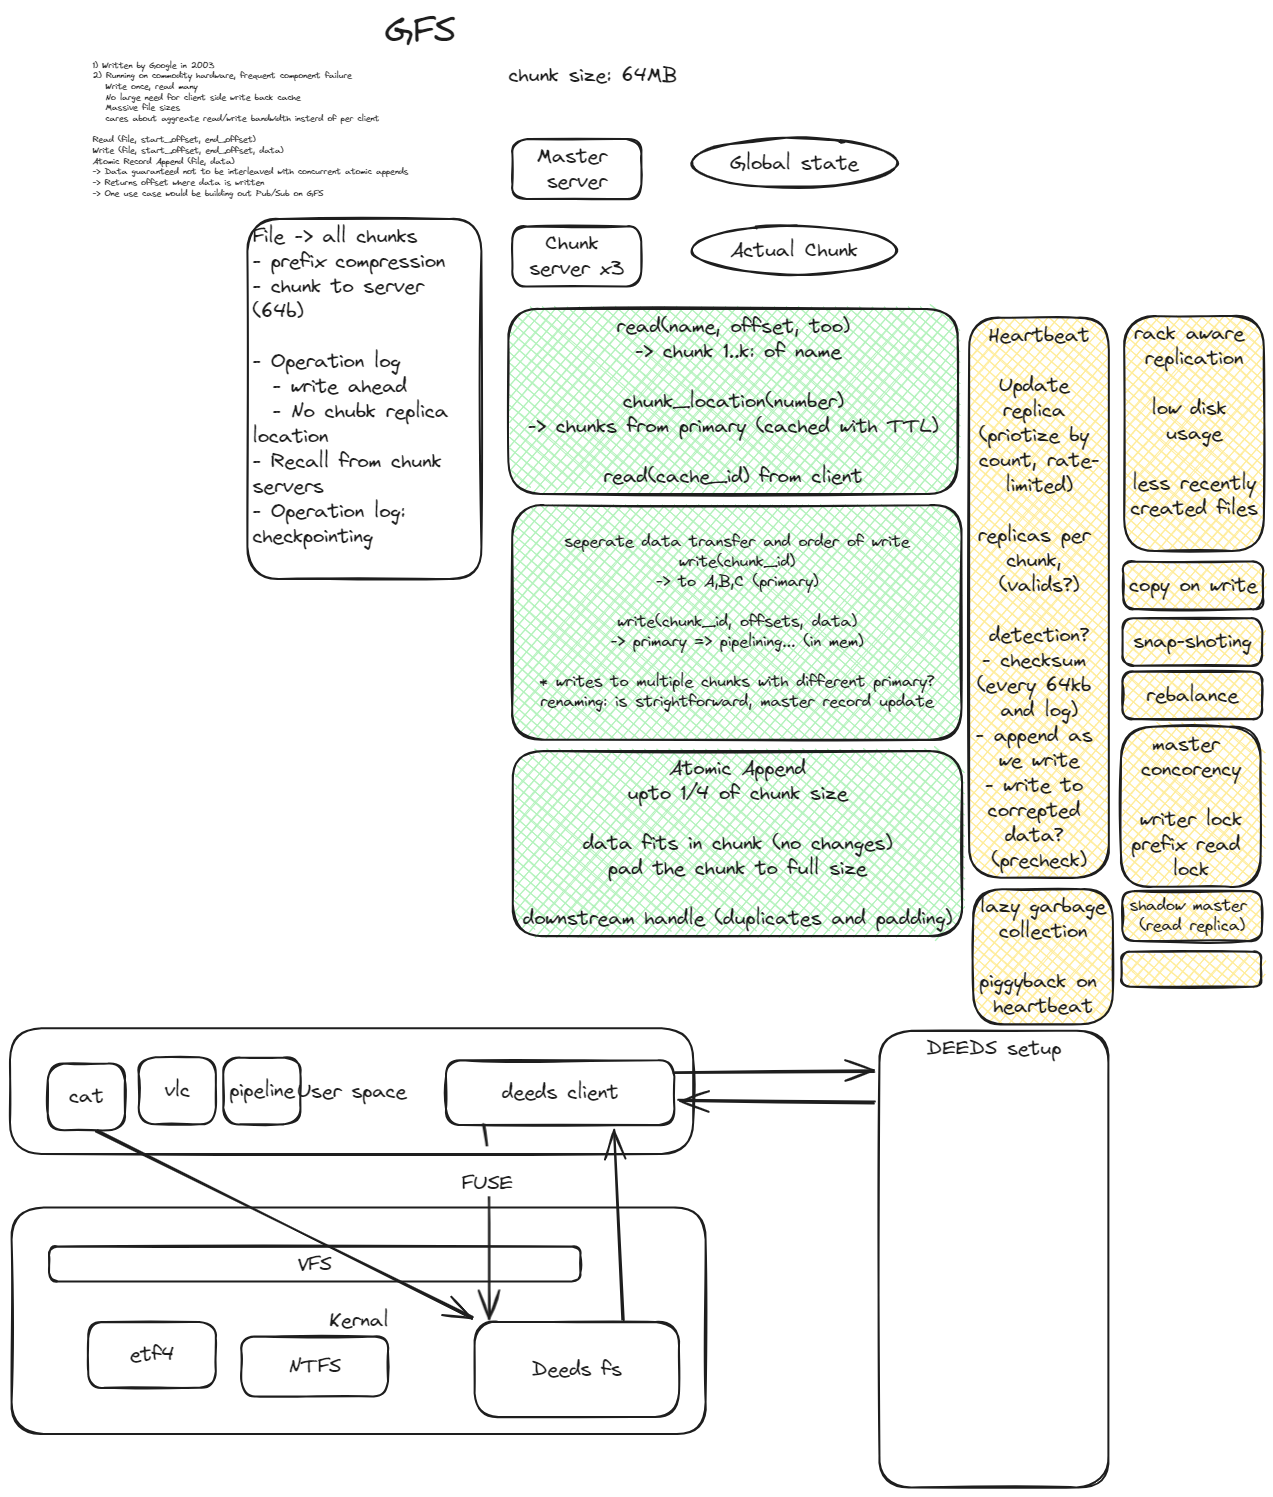 GFS
1) Written by Google in 2003
2) Running on commodity hardware, frequent component failure
Write once, read many
No large need for client side write back cache
Massive file sizes
cares about aggreate read/write bandwidth insterd of per client
Read (file, start_offset, end_offset)
Write (file, start_offset, end_offset, data)
Atomic Record Append (file, data)
-> Data guaranteed not to be interleaved with concurrent atomic appends
-> Returns offset where data is written
-> One use case would be building out Pub/Sub on GFS
chunk size: 64MB
Master
server
Global state
Chunk
server x3
Actual Chunk
File -> all chunks
- prefix compression
- chunk to server
(64b)
- Operation log
- write ahead
- No chubk replica
location
- Recall from chunk
servers
- Operation log:
checkpointing
read(name, offset, too)
-> chunk 1..k: of name
chunk_location(number)
-> chunks from primary (cached with TTL)
read(cache_id) from client
seperate data transfer and order of write
write(chunk_id)
-> to A,B,C (primary)
write(chunk_id, offsets, data)
-> primary => pipelining... (in mem)
* writes to multiple chunks with different primary?
renaming: is strightforward, master record update
Atomic Append
upto 1/4 of chunk size
data fits in chunk (no changes)
pad the chunk to full size
downstream handle (duplicates and padding)
Heartbeat
Update
replica
(priotize by
count, rate-
limited)
replicas per
chunk,
(valids?)
detection?
- checksum
(every 64kb
and log)
- append as
we write
- write to
correpted
data?
(precheck)
lazy garbage
collection
piggyback on
heartbeat
rack aware
replication
low disk
usage
less recently
created files
copy on write
snap-shoting
rebalance
master
concorency
writer lock
prefix read
lock
shadow master
(read replica)
cat
vlc
pipeline
User space
deeds client
FUSE
VFS
Kernal
etf4
NTFS
Deeds fs
DEEDS setup